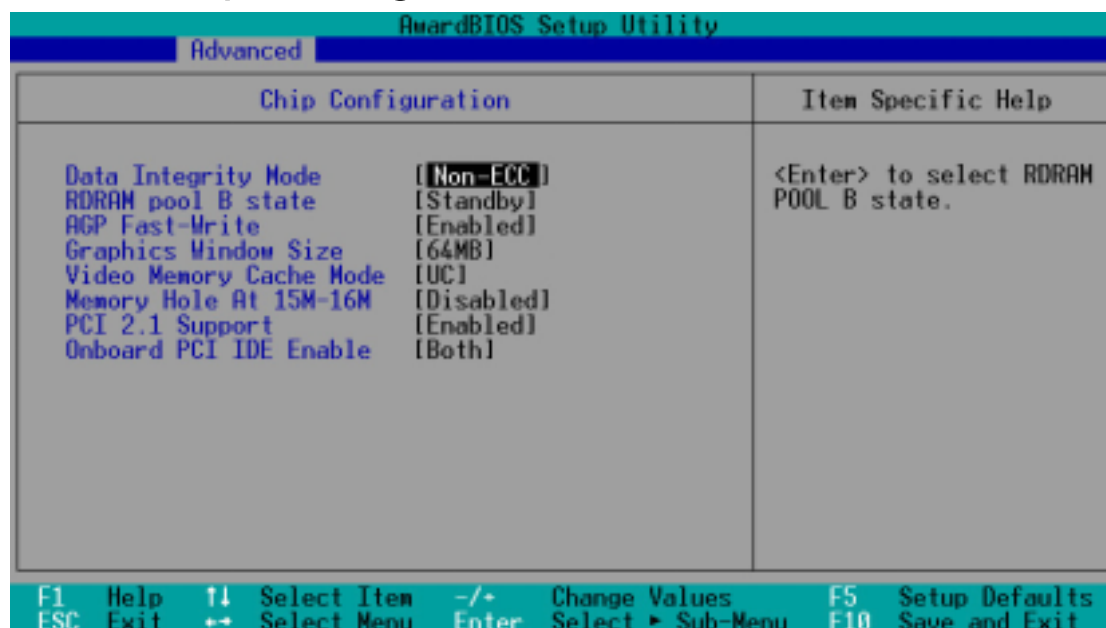 AwardBIOS Setup Utility
Advanced
Chip Configuration
Item Specific Help
Data Integrity Mode [Non-ECC]
RDRAM pool B state [Standby]
AGP Fast-Write [Enabled]
Graphics Window Size [64MB]
Video Memory Cache Mode [UC]
Memory Hole At 15M-16M [Disabled]
PCI 2.1 Support [Enabled]
Onboard PCI IDE Enable [Both]
<Enter> to select RDRAM
POOL B state.
F1 Help ↑↓ Select Item -/+ Change Values F5 Setup Defaults
ESC Exit ←→ Select Menu Enter Select ► Sub-Menu F10 Save and Exit